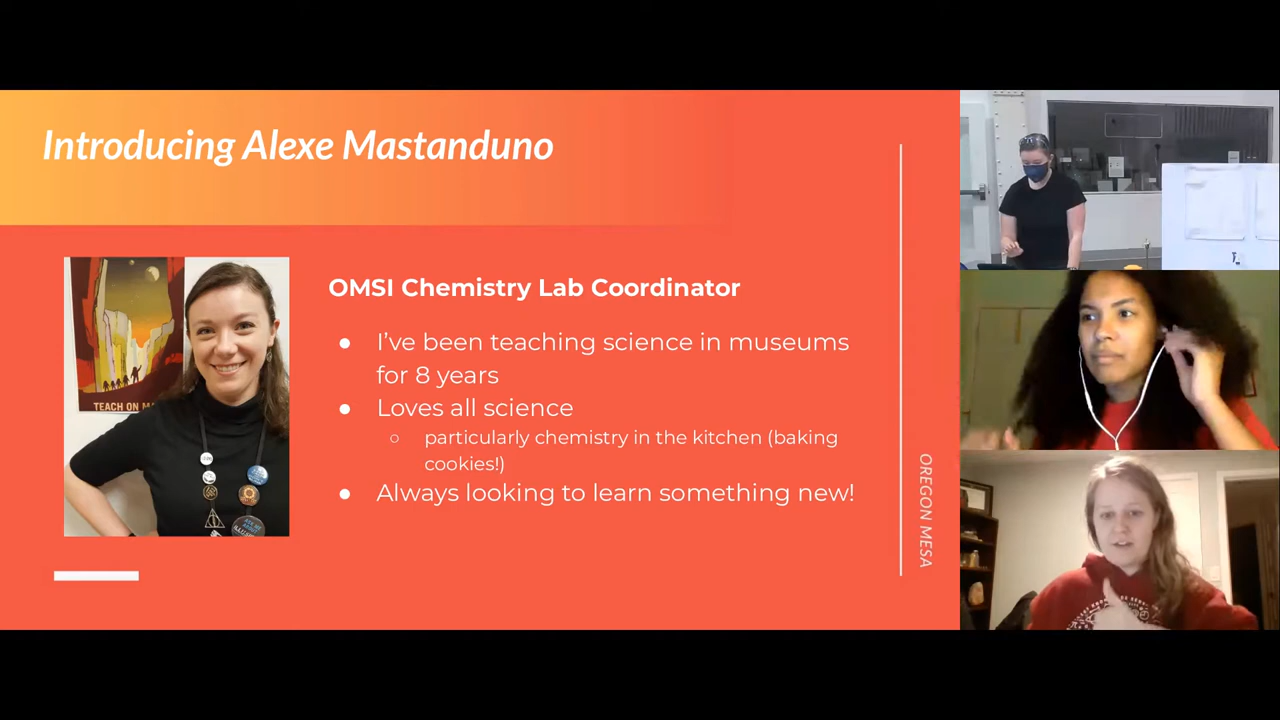 Introducing Alexe Mastanduno
OMSI Chemistry Lab Coordinator
● I've been teaching science in museums
for 8 years
● Loves all science
○ particularly chemistry in the kitchen (baking
cookies!)
● Always looking to learn something new!
TEACH ON
OREGON MESA